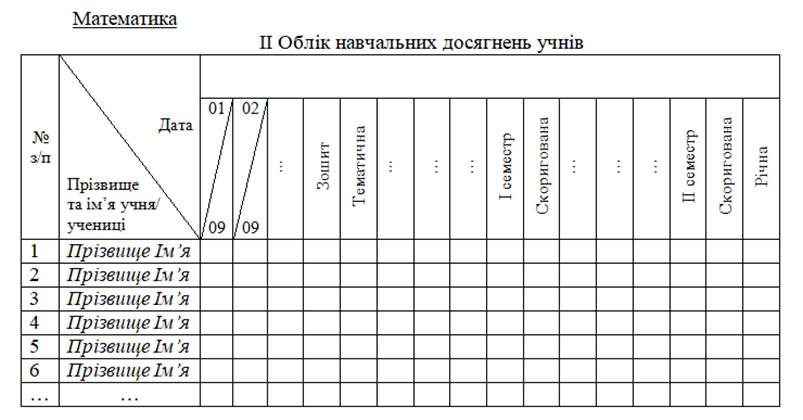 Математика
ІІ Облік навчальних досягнень учнів
№
з/п
Дата
Прізвище
та ім’я учня/
учениці
01
09
02
09
...
Зошит
Тематична
...
...
...
І семестр
Скоригована
...
...
...
ІІ семестр
Скоригована
Річна
1 Прізвище Ім’я
2 Прізвище Ім’я
3 Прізвище Ім’я
4 Прізвище Ім’я
5 Прізвище Ім’я
6 Прізвище Ім’я
... ...